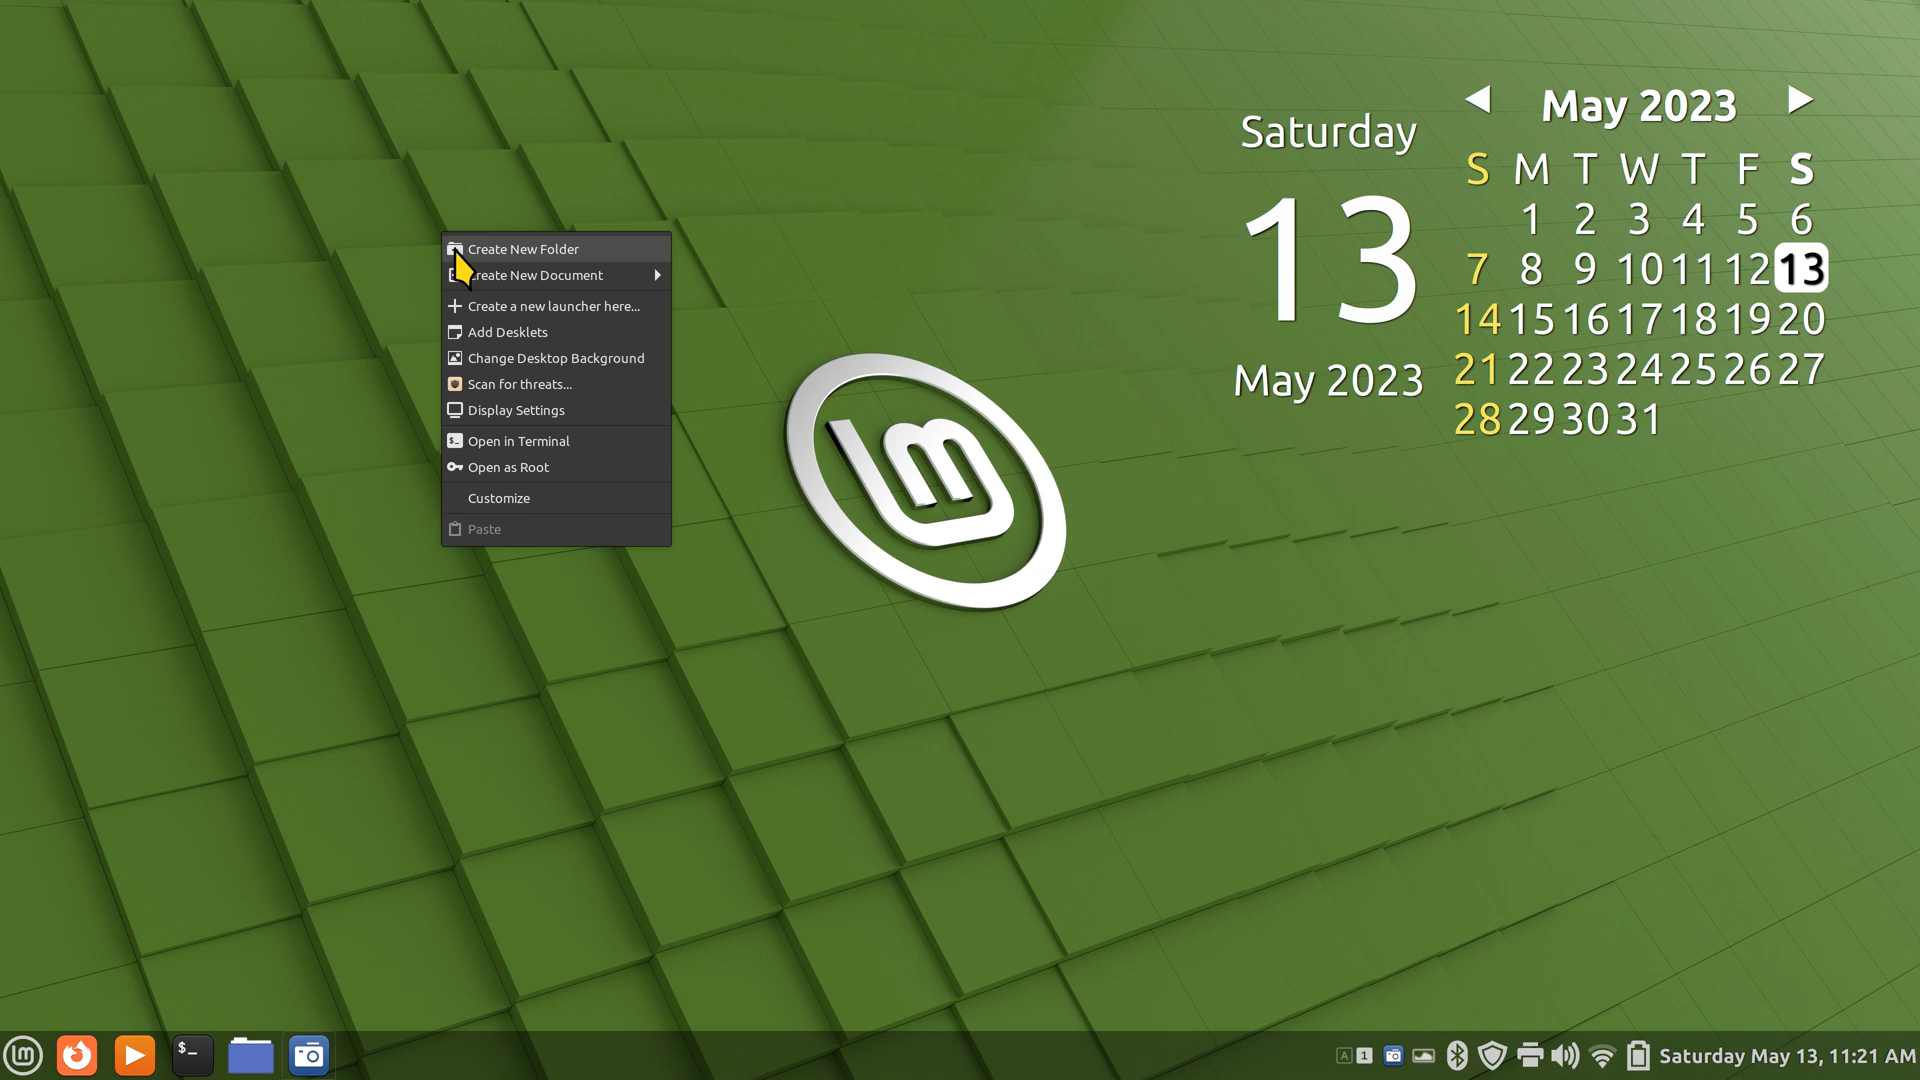 Create New Folder
Create New Document
Create a new launcher here...
Add Desklets
Change Desktop Background
Scan for threats...
Display Settings
Open in Terminal
Open as Root
Customize
Paste
Saturday
13
May 2023
May 2023
S M T W T F S
1 2 3 4 5 6
7 8 9 10 11 12 13
14 15 16 17 18 19 20
21 22 23 24 25 26 27
28 29 30 31
$_
A 1
Saturday May 13, 11:21 AM